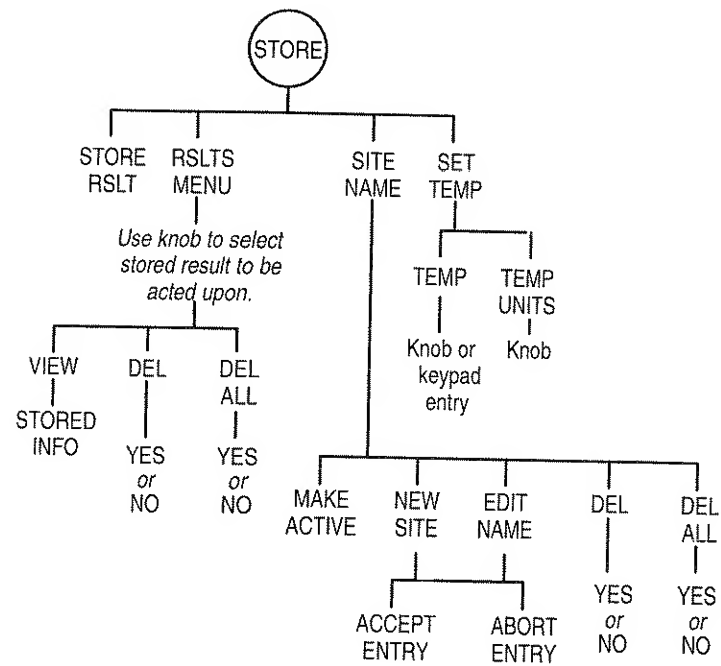 STORE
STORE
RSLT
RSLTS
MENU
SITE
NAME
SET
TEMP
Use knob to select
stored result to be
acted upon.
TEMP
TEMP
UNITS
Knob or
keypad
entry
Knob
VIEW
DEL
DEL
ALL
STORED
INFO
YES
or
NO
YES
or
NO
MAKE
ACTIVE
NEW
SITE
EDIT
NAME
DEL
DEL
ALL
ACCEPT
ENTRY
ABORT
ENTRY
YES
or
NO
YES
or
NO